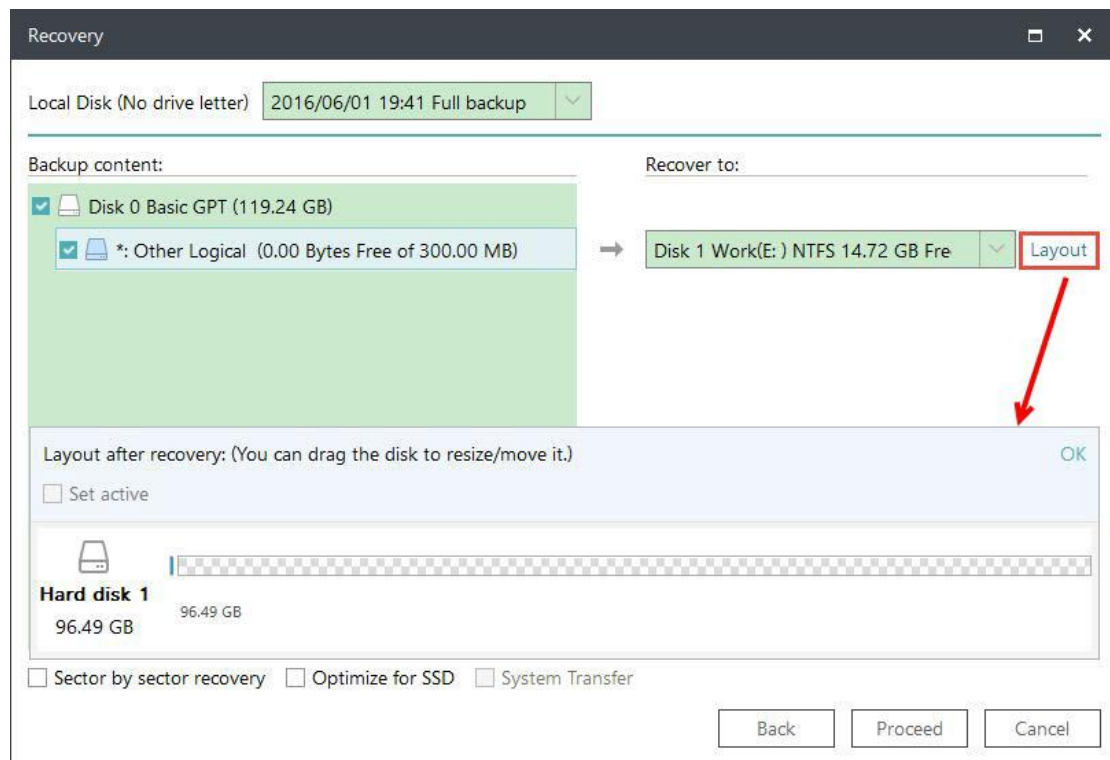 Recovery
Local Disk (No drive letter) 2016/06/01 19:41 Full backup
Backup content: Recover to:
Disk 0 Basic GPT (119.24 GB)
*: Other Logical (0.00 Bytes Free of 300.00 MB) Disk 1 Work(E: ) NTFS 14.72 GB Fre Layout
Layout after recovery: (You can drag the disk to resize/move it.) OK
Set active
Hard disk 1
96.49 GB
96.49 GB
Sector by sector recovery Optimize for SSD System Transfer
Back Proceed Cancel